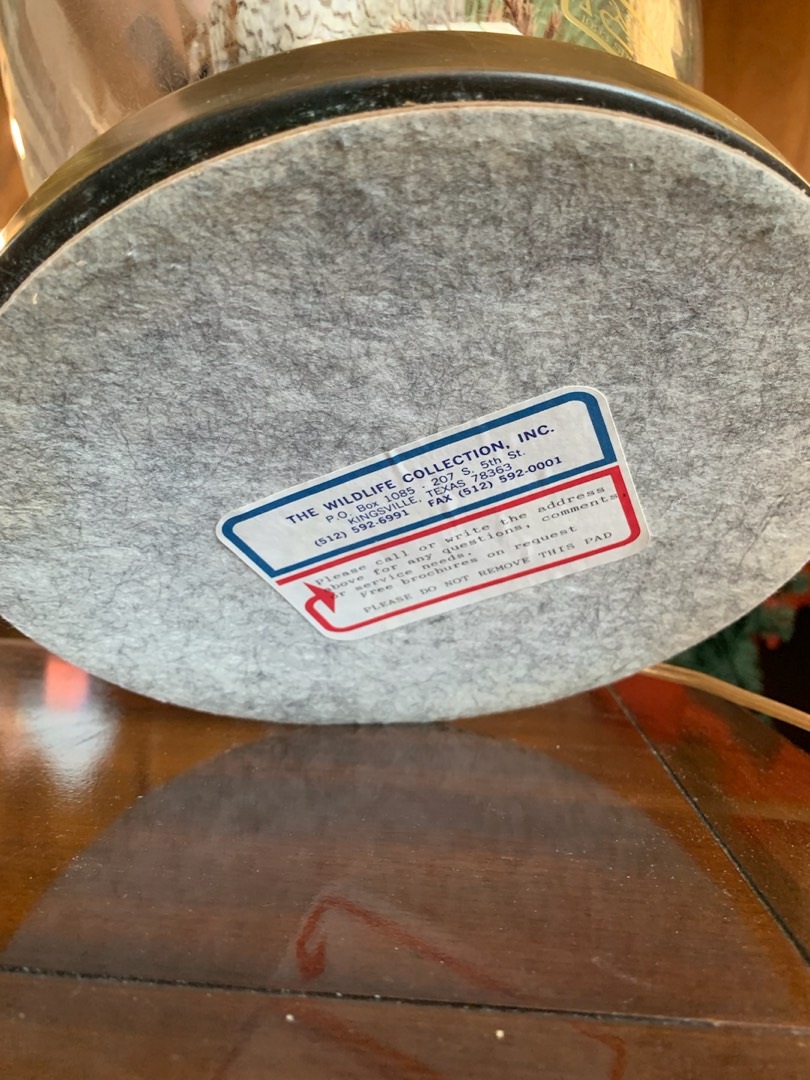 THE WILDLIFE COLLECTION, INC.
P.O. Box 1085 - 207 S. 5th St.
KINGSVILLE, TEXAS 78363
(512) 592-6991 FAX (512) 592-0001
Please call or write the address
above for any questions, comments,
or service needs.
Free brochures on request
PLEASE DO NOT REMOVE THIS PAD